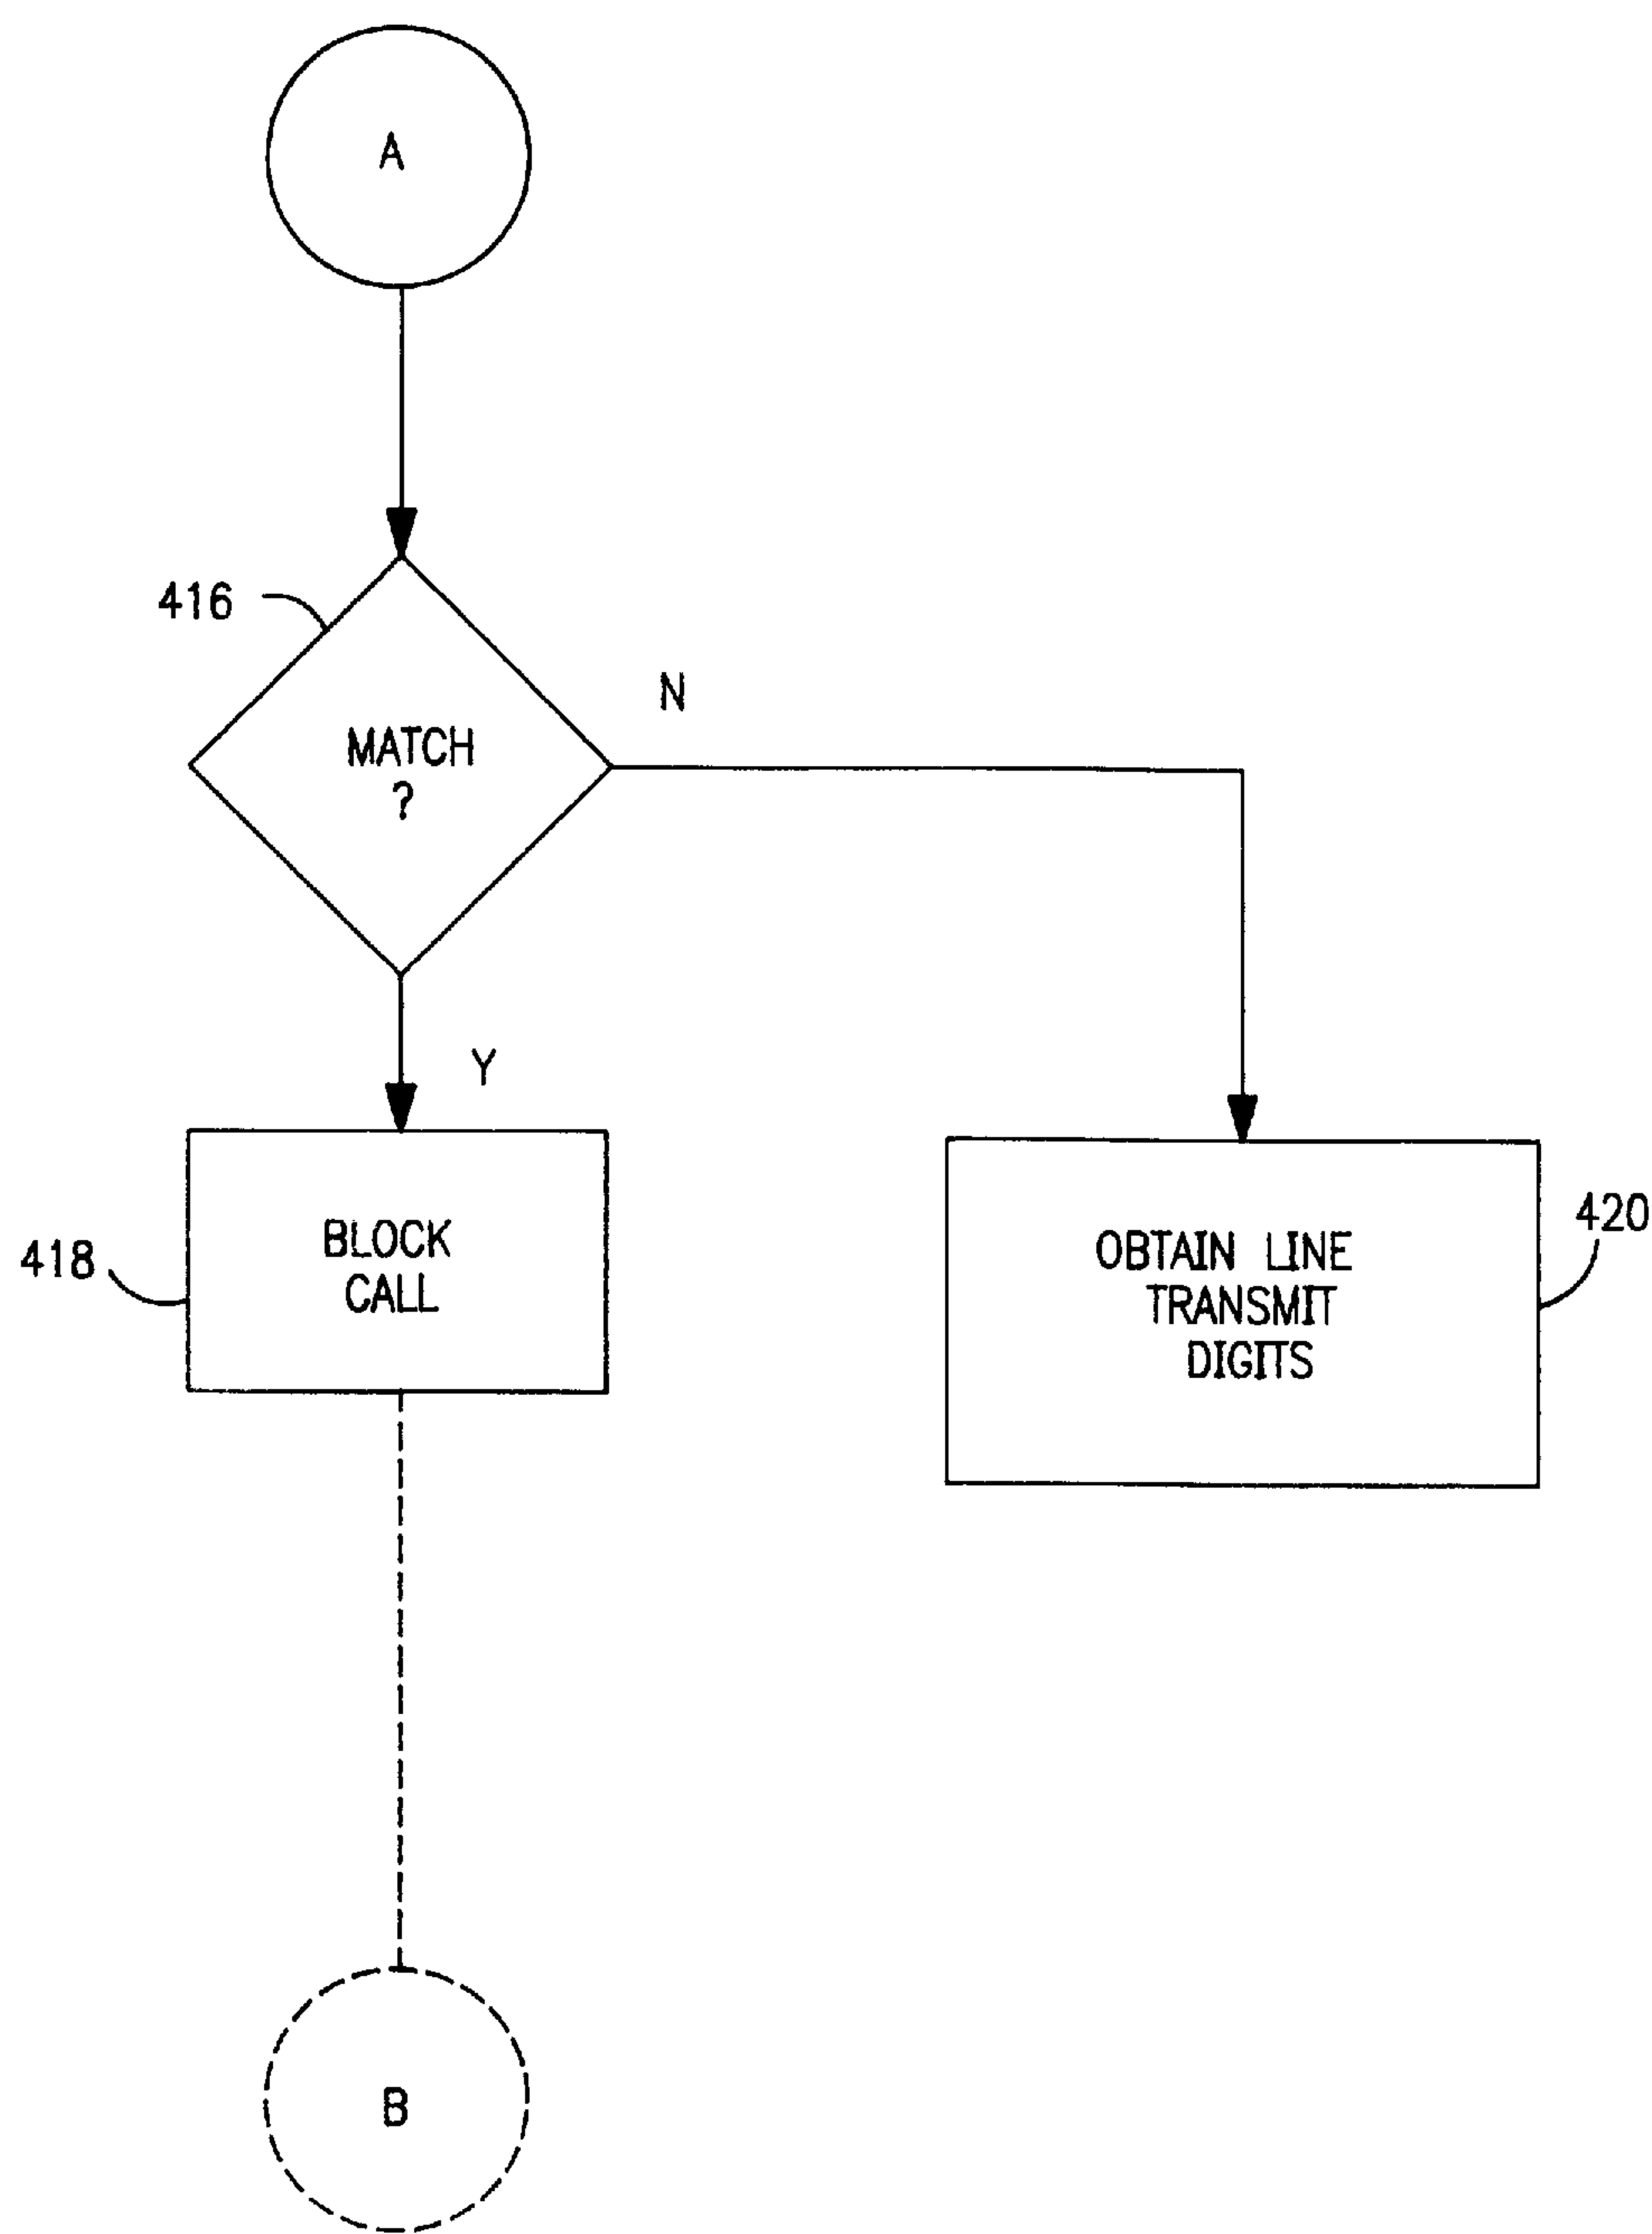 A
416
N
MATCH
?
Y
BLOCK
CALL
418
OBTAIN LINE
TRANSMIT
DIGITS
420
B